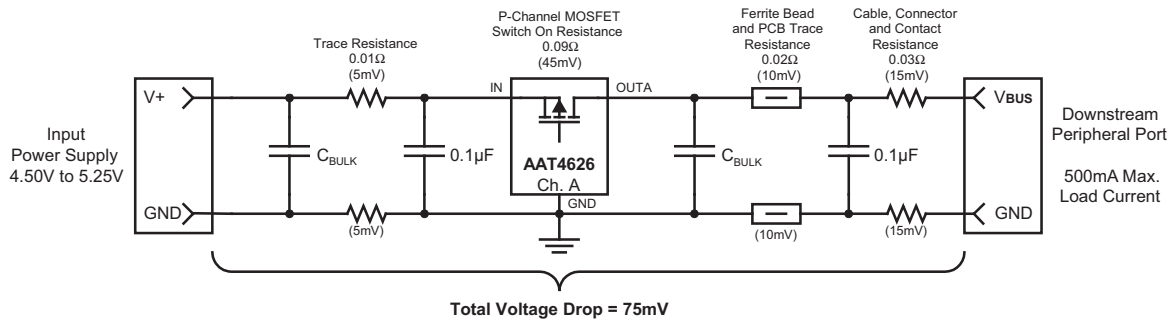 P-Channel MOSFET
Switch On Resistance
0.09Ω
(45mV)
Ferrite Bead
and PCB Trace
Resistance
0.02Ω
(10mV)
Cable, Connector
and Contact
Resistance
0.03Ω
(15mV)
Trace Resistance
0.01Ω
(5mV)
V+
IN
OUTA
VBUS
Input
Power Supply
4.50V to 5.25V
CBULK
0.1µF
AAT4626
Ch. A
CBULK
0.1µF
Downstream
Peripheral Port
500mA Max.
Load Current
GND
GND
GND
(5mV)
(10mV)
(15mV)
Total Voltage Drop = 75mV